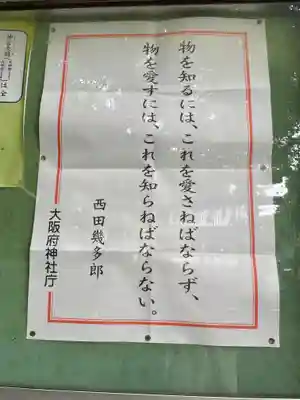 物を知るには、これを愛さねばならず、
物を愛すには、これを知らねばならない。
西田幾多郎
大阪府神社庁